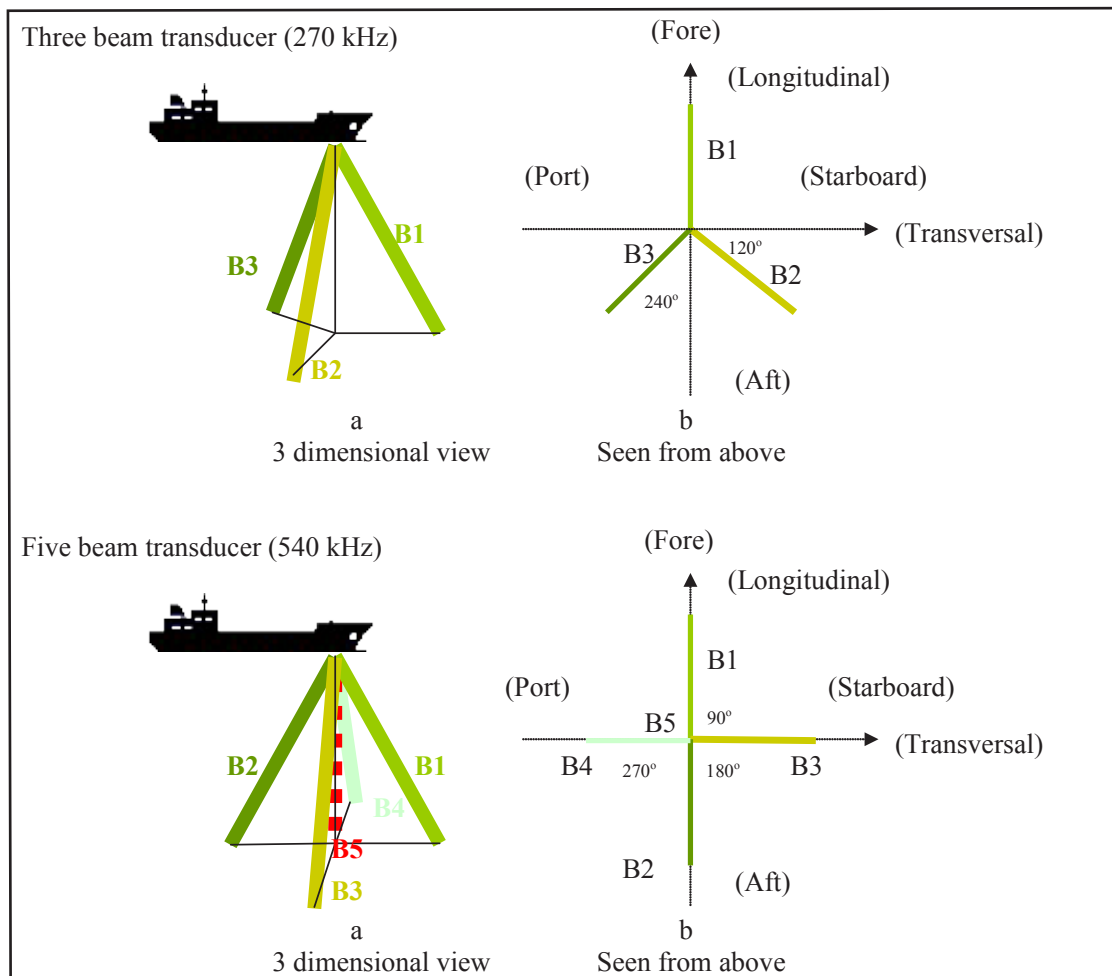 Three beam transducer (270 kHz)
(Fore)
(Longitudinal)
B1
(Port)
(Starboard)
(Transversal)
B1
B3
B3
120º
B2
240º
B2
(Aft)
a
b
3 dimensional view
Seen from above
Five beam transducer (540 kHz)
(Fore)
(Longitudinal)
B1
(Port)
(Starboard)
B5
90º
(Transversal)
B2
B1
B4
270º
180º
B3
B4
B5
B2
B3
(Aft)
a
b
3 dimensional view
Seen from above